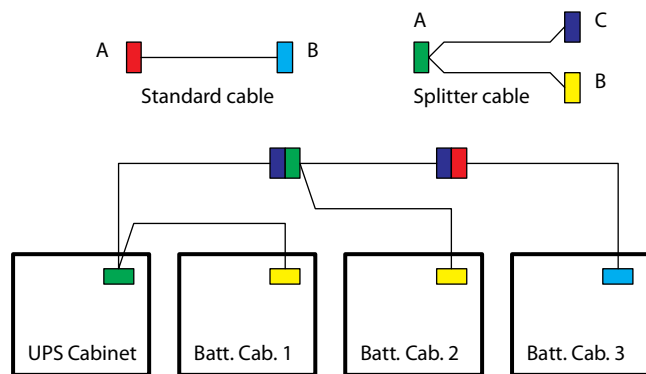 A
B
Standard cable
A
C
B
Splitter cable
UPS Cabinet
Batt. Cab. 1
Batt. Cab. 2
Batt. Cab. 3